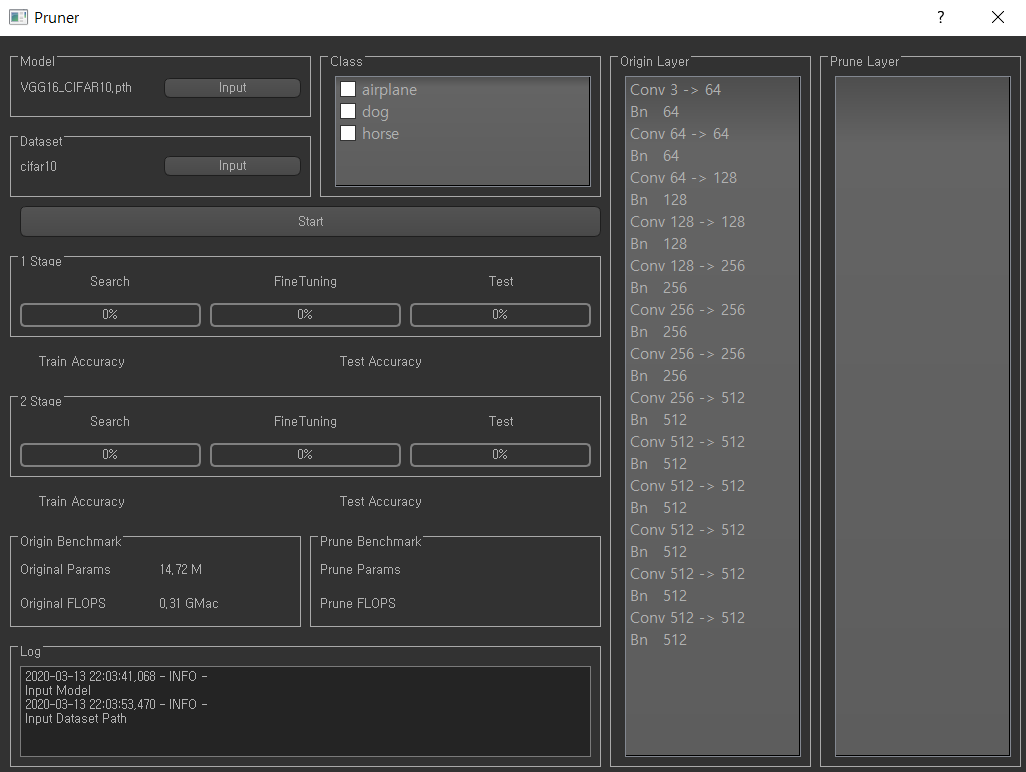 Pruner
?
Model
VGG16_CIFAR10.pth
Input
Dataset
cifar10
Input
Class
airplane
dog
horse
Start
1 Stage
Search
FineTuning
Test
0%
0%
0%
Train Accuracy
Test Accuracy
2 Stage
Search
FineTuning
Test
0%
0%
0%
Train Accuracy
Test Accuracy
Origin Benchmark
Original Params
14.72 M
Original FLOPS
0.31 GMac
Prune Benchmark
Prune Params
Prune FLOPS
Log
2020-03-13 22:03:41,068 - INFO -
Input Model
2020-03-13 22:03:53,470 - INFO -
Input Dataset Path
Origin Layer
Conv 3 -> 64
Bn 64
Conv 64 -> 64
Bn 64
Conv 64 -> 128
Bn 128
Conv 128 -> 128
Bn 128
Conv 128 -> 256
Bn 256
Conv 256 -> 256
Bn 256
Conv 256 -> 256
Bn 256
Conv 256 -> 512
Bn 512
Conv 512 -> 512
Bn 512
Conv 512 -> 512
Bn 512
Conv 512 -> 512
Bn 512
Conv 512 -> 512
Bn 512
Conv 512 -> 512
Bn 512
Prune Layer